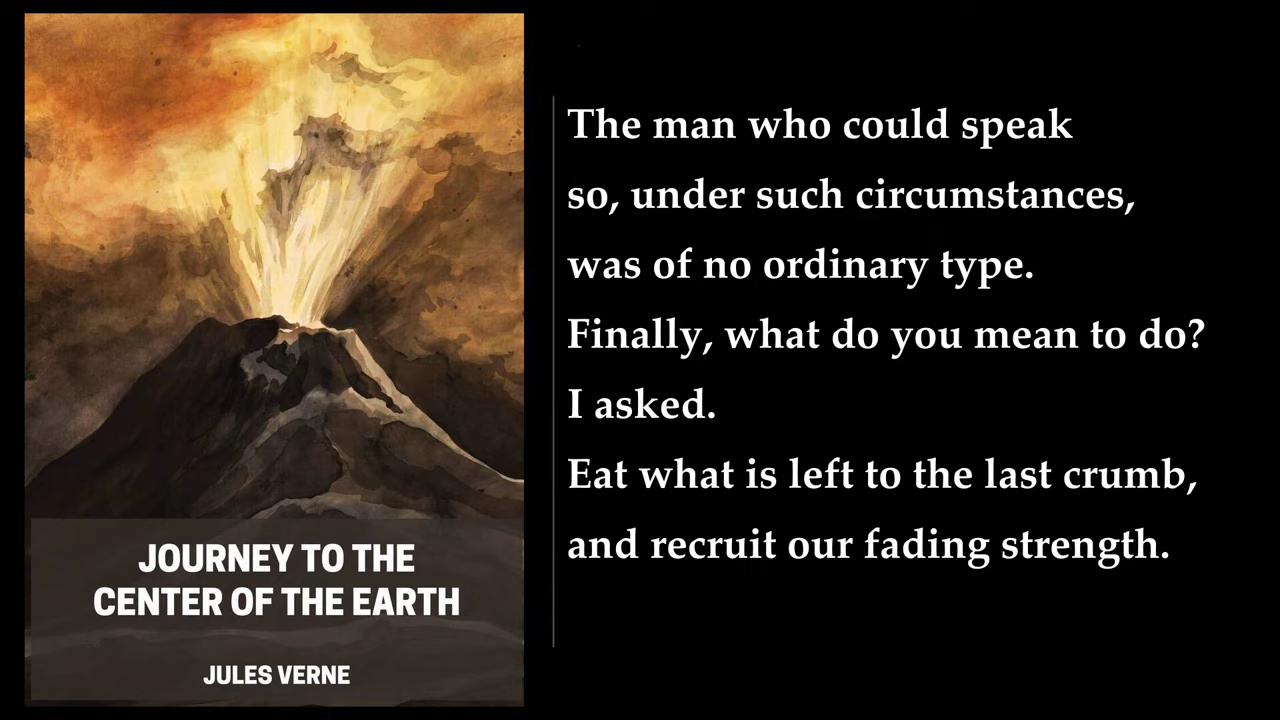 JOURNEY TO THE
CENTER OF THE EARTH
JULES VERNE
The man who could speak
so, under such circumstances,
was of no ordinary type.
Finally, what do you mean to do?
I asked.
Eat what is left to the last crumb,
and recruit our fading strength.